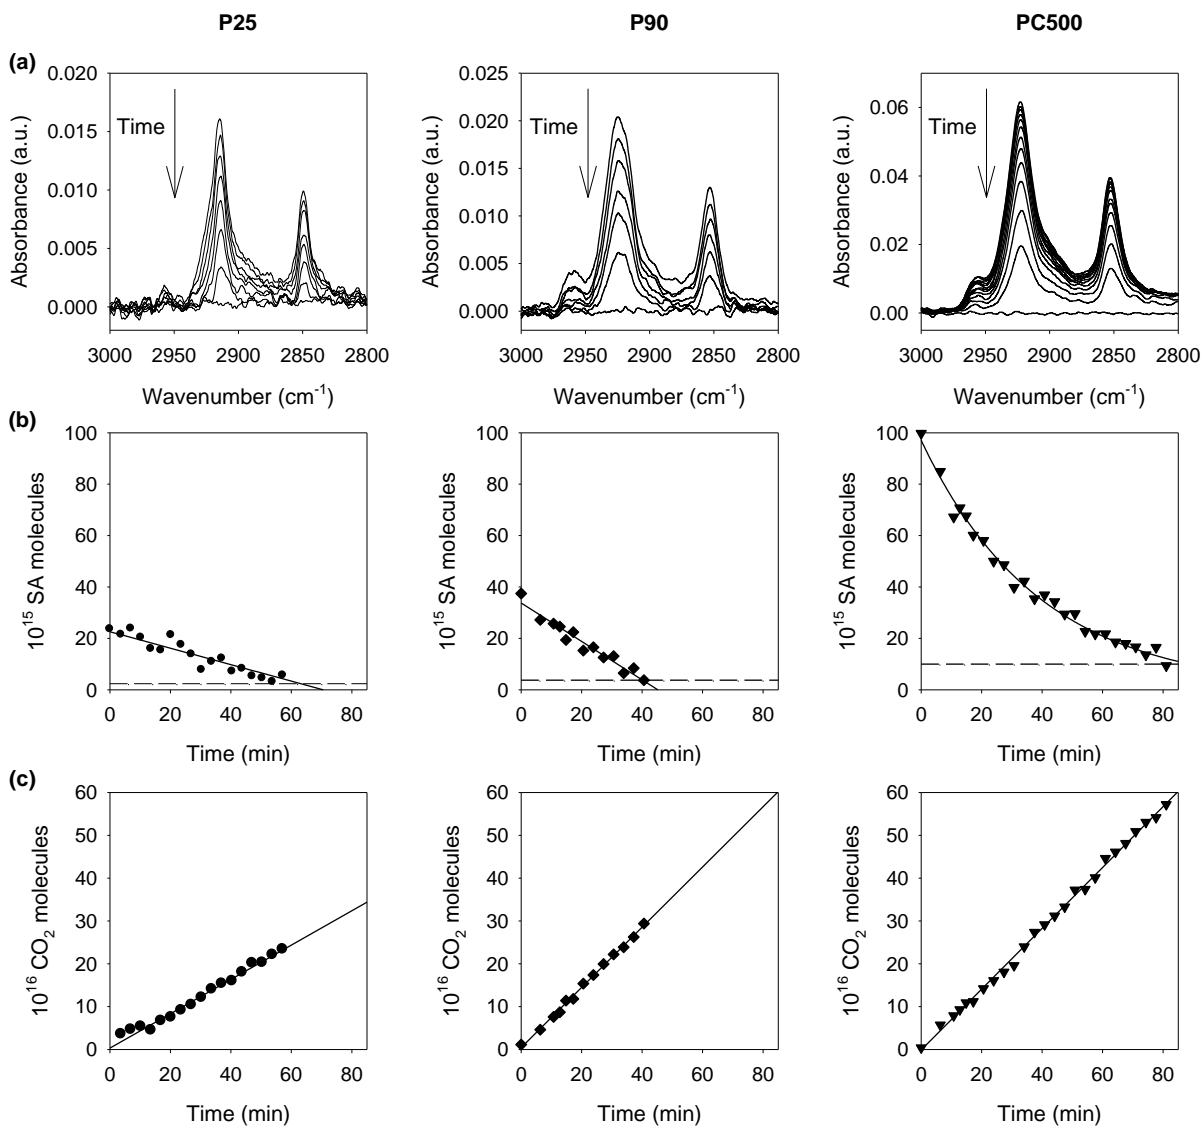 P25 P90 PC500
(a)
0.020 0.025
0.06
0.015 0.020
Time Time Time
0.015 0.04
0.010
0.010
0.005 0.02
0.005
0.000 0.000 0.00
Absorbance (a.u.) Absorbance (a.u.) Absorbance (a.u.)
3000 2950 2900 2850 2800 3000 2950 2900 2850 2800 3000 2950 2900 2850 2800
Wavenumber (cm⁻¹) Wavenumber (cm⁻¹) Wavenumber (cm⁻¹)
(b)
100 100 100
80 80 80
60 60 60
40 40 40
20 20 20
0 0 0
10¹⁵ SA molecules 10¹⁵ SA molecules 10¹⁵ SA molecules
0 20 40 60 80 0 20 40 60 80 0 20 40 60 80
Time (min) Time (min) Time (min)
(c)
60 60 60
50 50 50
40 40 40
30 30 30
20 20 20
10 10 10
0 0 0
10¹⁶ CO₂ molecules 10¹⁶ CO₂ molecules 10¹⁶ CO₂ molecules
0 20 40 60 80 0 20 40 60 80 0 20 40 60 80
Time (min) Time (min) Time (min)